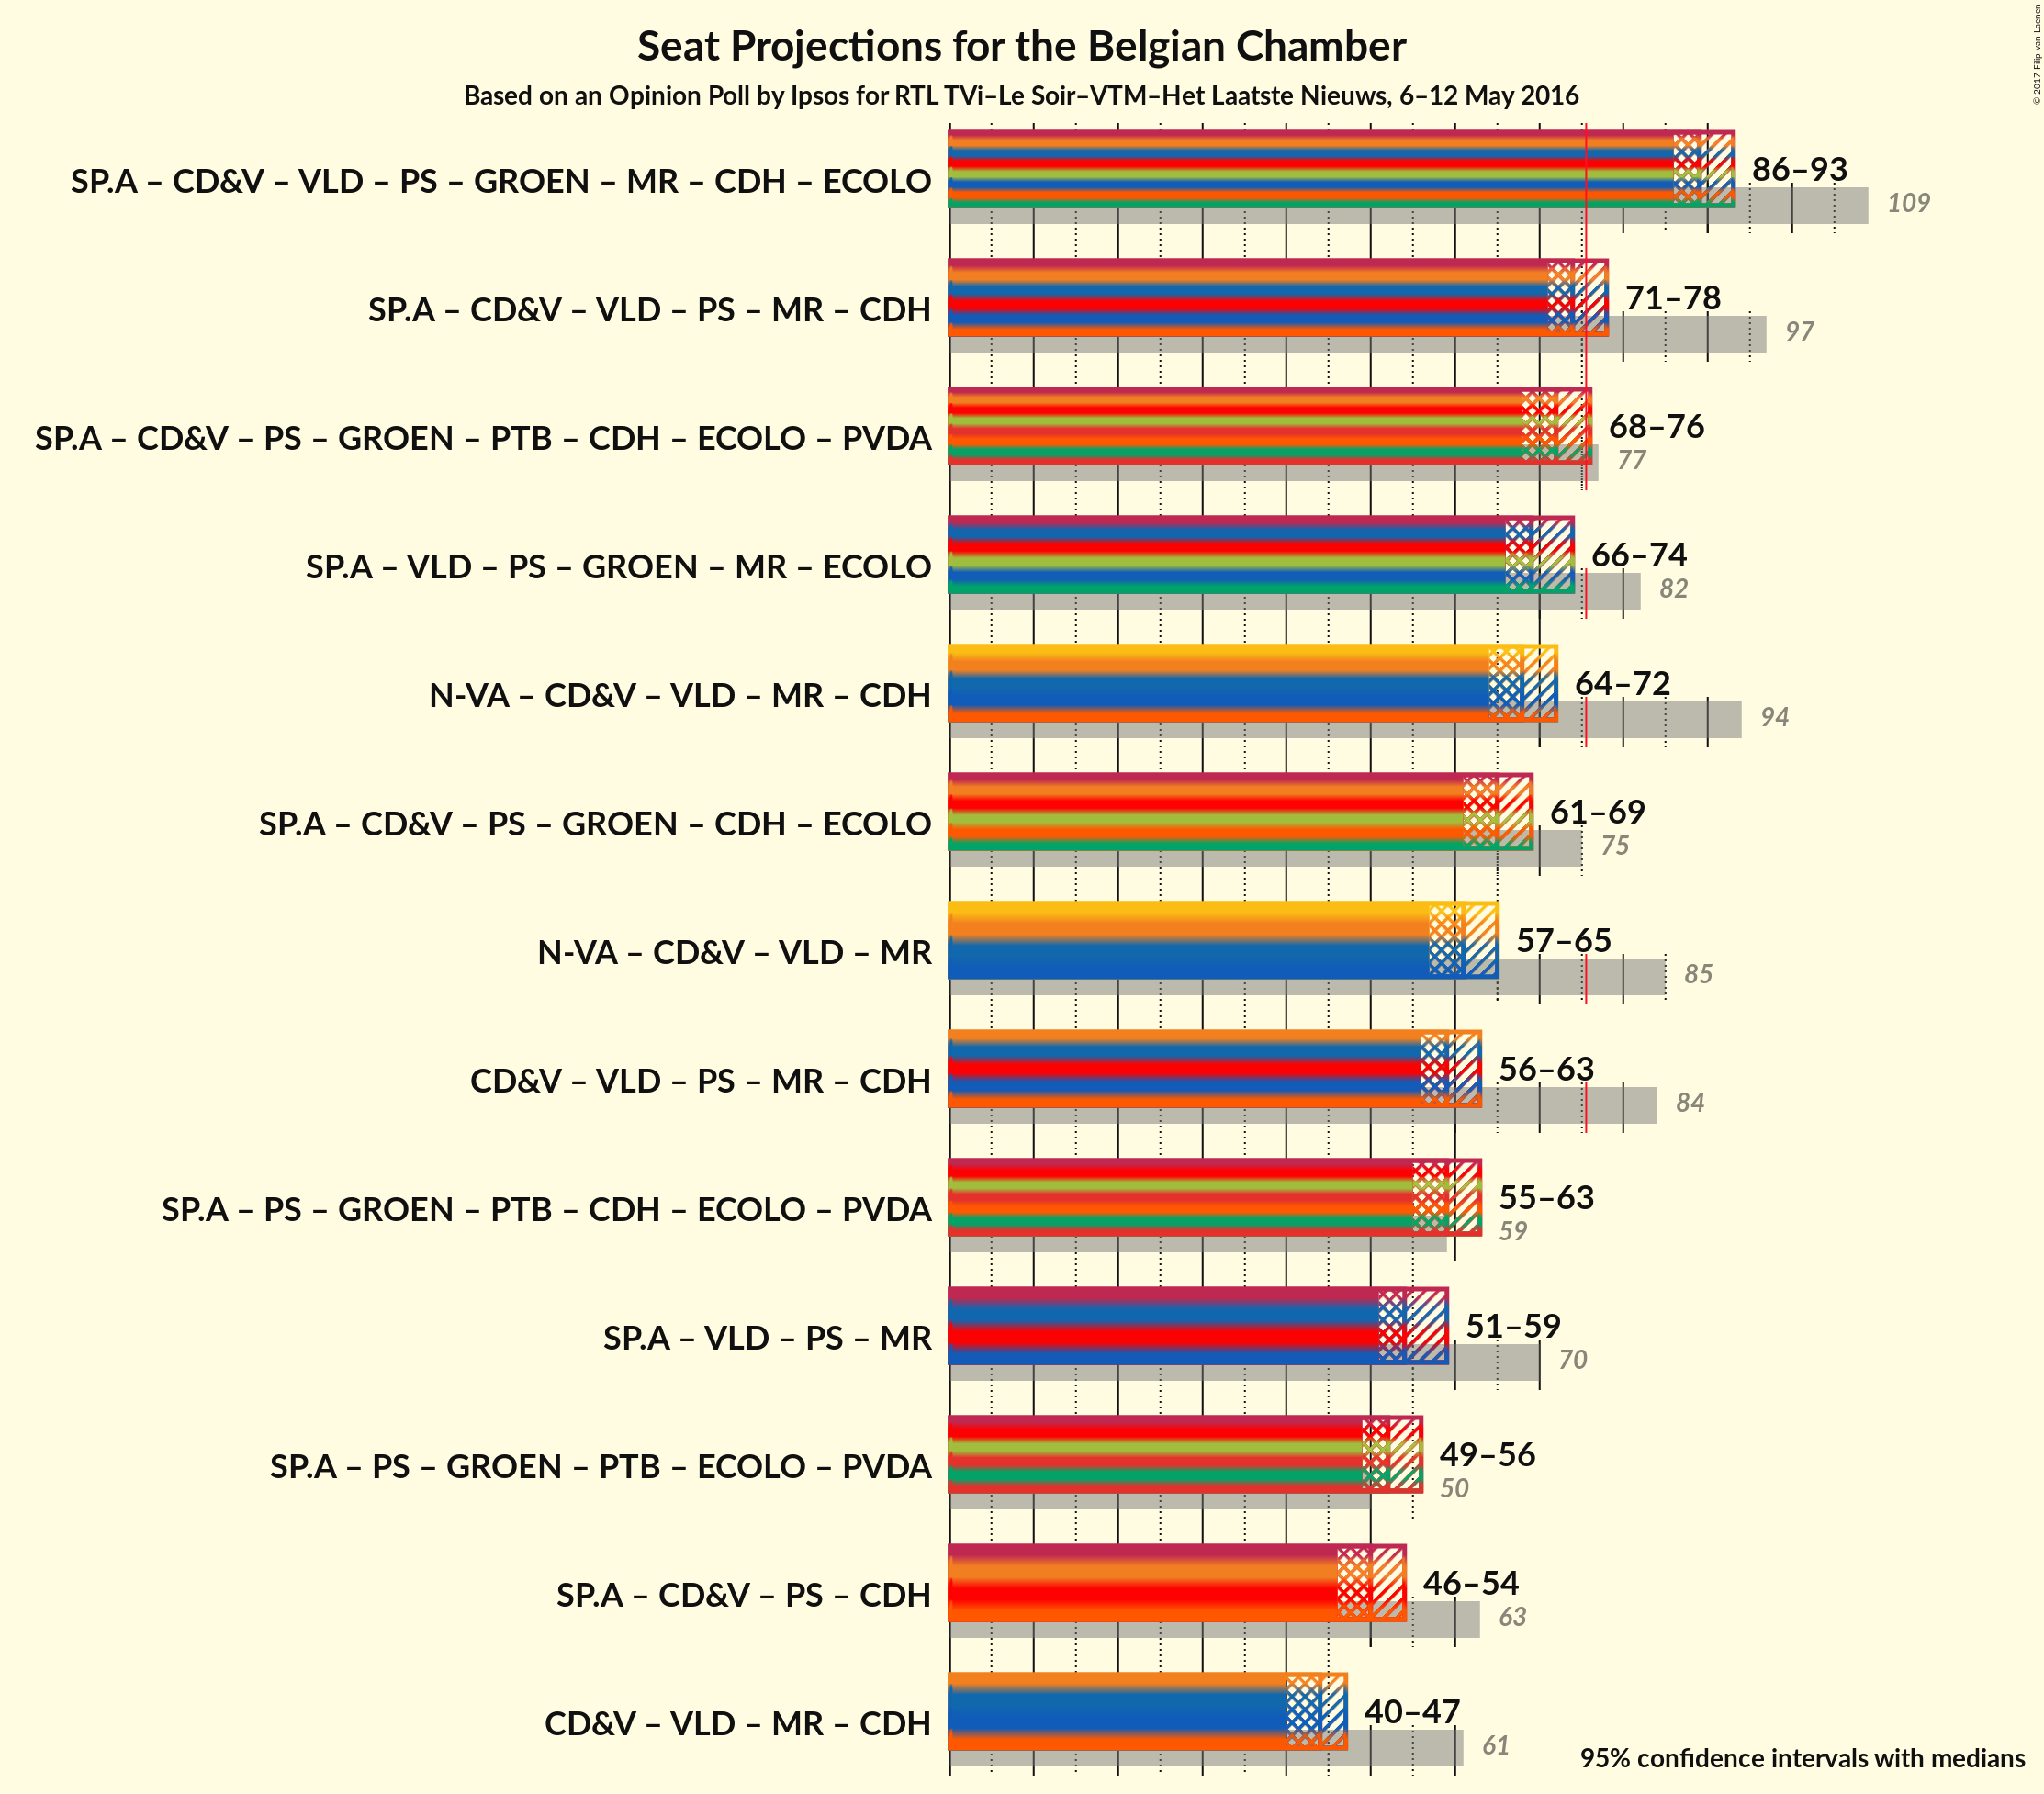 Seat Projections for the Belgian Chamber
Based on an Opinion Poll by Ipsos for RTL TVi–Le Soir–VTM–Het Laatste Nieuws, 6–12 May 2016
© 2017 Filip van Laenen
SP.A – CD&V – VLD – PS – GROEN – MR – CDH – ECOLO
86–93
109
SP.A – CD&V – VLD – PS – MR – CDH
71–78
97
SP.A – CD&V – PS – GROEN – PTB – CDH – ECOLO – PVDA
68–76
77
SP.A – VLD – PS – GROEN – MR – ECOLO
66–74
82
N-VA – CD&V – VLD – MR – CDH
64–72
94
SP.A – CD&V – PS – GROEN – CDH – ECOLO
61–69
75
N-VA – CD&V – VLD – MR
57–65
85
CD&V – VLD – PS – MR – CDH
56–63
84
SP.A – PS – GROEN – PTB – CDH – ECOLO – PVDA
55–63
59
SP.A – VLD – PS – MR
51–59
70
SP.A – PS – GROEN – PTB – ECOLO – PVDA
49–56
50
SP.A – CD&V – PS – CDH
46–54
63
CD&V – VLD – MR – CDH
40–47
61
95% confidence intervals with medians